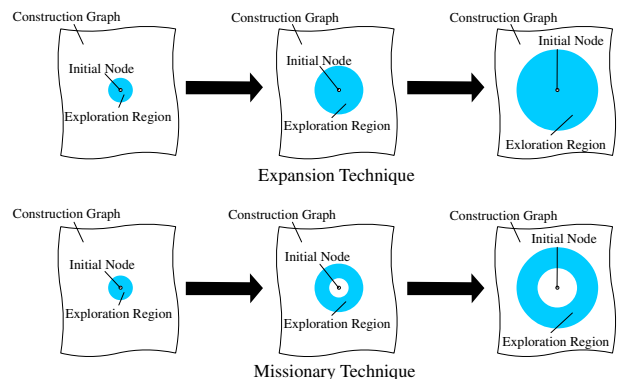 Construction Graph
Initial Node
Exploration Region
Construction Graph
Initial Node
Exploration Region
Construction Graph
Initial Node
Exloration Region
Expansion Technique
Construction Graph
Initial Node
Exploration Region
Construction Graph
Initial Node
Exploration Region
Construction Graph
Initial Node
Exploration Region
Missionary Technique